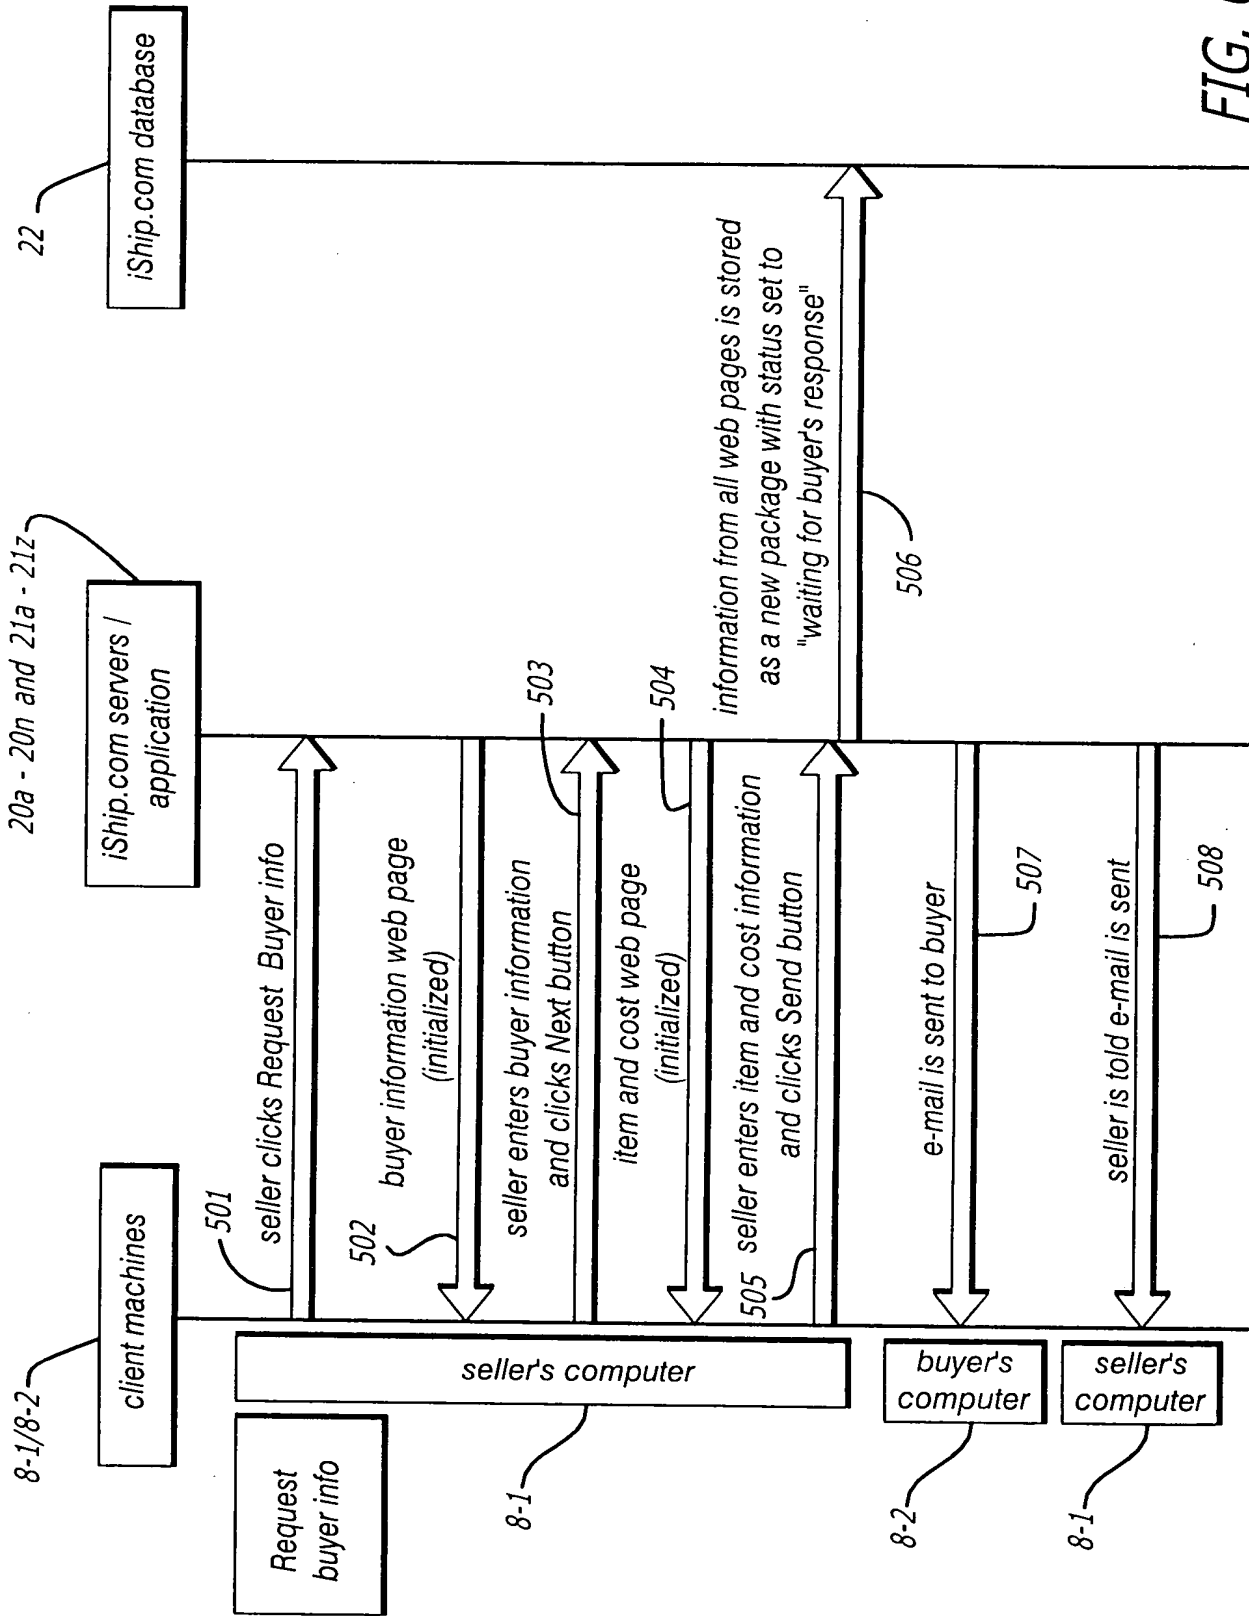 8-1/8-2
20a - 20n and 21a - 21z
22
client machines
iShip.com servers /
application
iShip.com database
Request
buyer info
seller's computer
8-1
501
seller clicks Request Buyer info
502
buyer information web page
(initialized)
seller enters buyer information
and clicks Next button
503
item and cost web page
(initialized)
504
505
seller enters item and cost information
and clicks Send button
information from all web pages is stored
as a new package with status set to
"waiting for buyer's response"
506
buyer's
computer
8-2
e-mail is sent to buyer
507
seller's
computer
8-1
seller is told e-mail is sent
508
FIG.